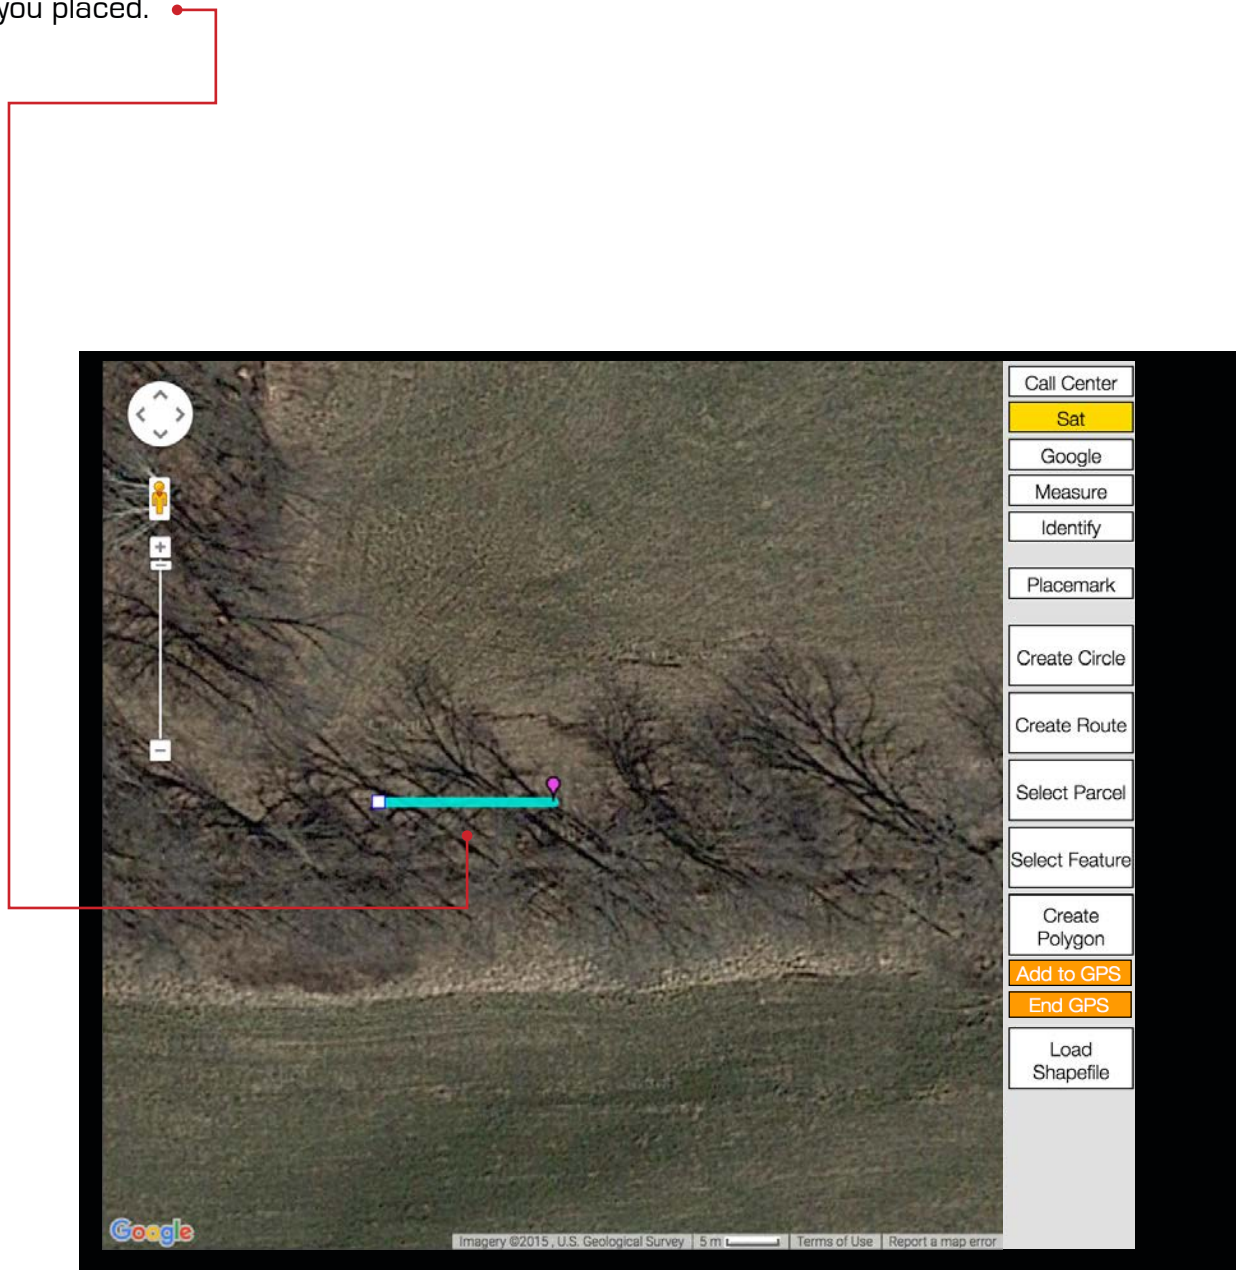 you placed.
Call Center
Sat
Google
Measure
Identify
Placemark
Create Circle
Create Route
Select Parcel
Select Feature
Create
Polygon
Add to GPS
End GPS
Load
Shapefile
Google
Imagery ©2015 , U.S. Geological Survey
5 m
Terms of Use
Report a map error